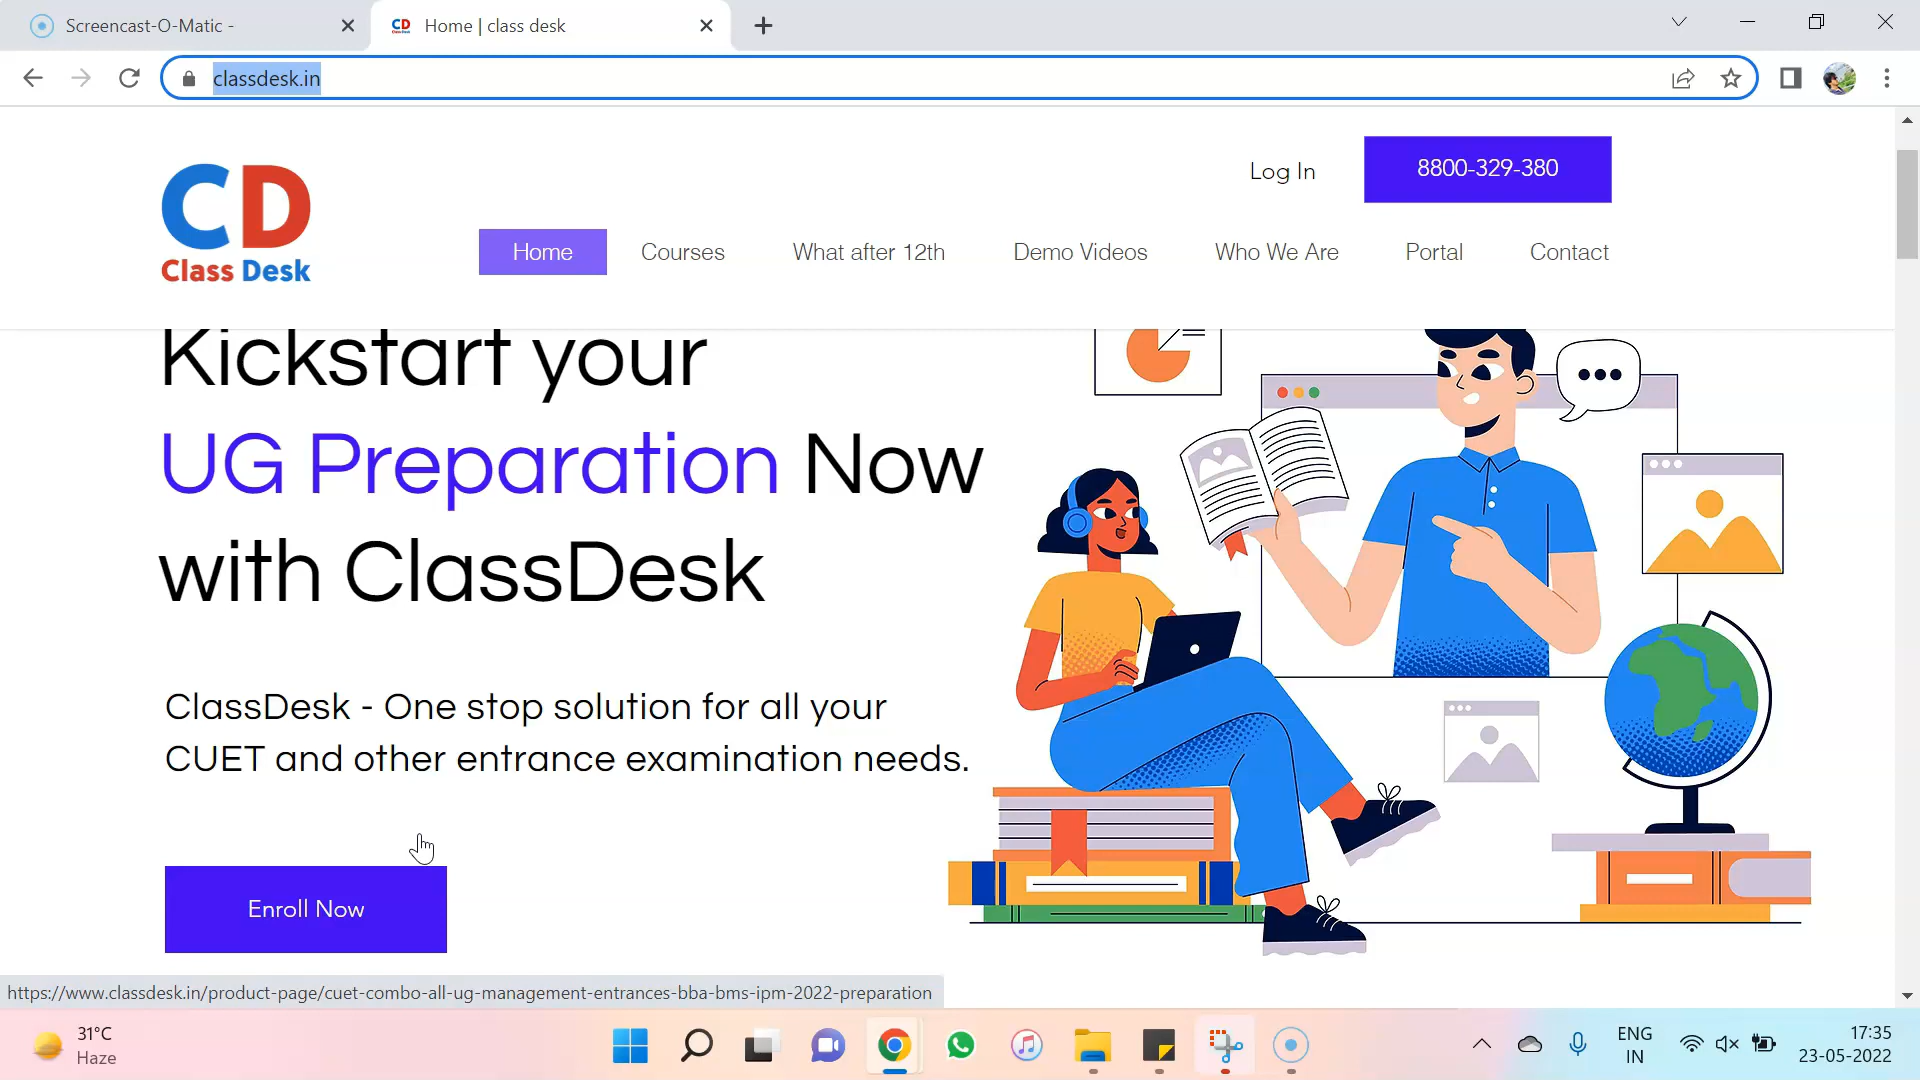 Screencast-O-Matic -
Home | class desk
classdesk.in
CD
Class Desk
Log In
8800-329-380
Home
Courses
What after 12th
Demo Videos
Who We Are
Portal
Contact
Kickstart your
UG Preparation Now
with ClassDesk
ClassDesk - One stop solution for all your
CUET and other entrance examination needs.
Enroll Now
https://www.classdesk.in/product-page/cuet-combo-all-ug-management-entrances-bba-bms-ipm-2022-preparation
31°C
Haze
ENG
IN
17:35
23-05-2022